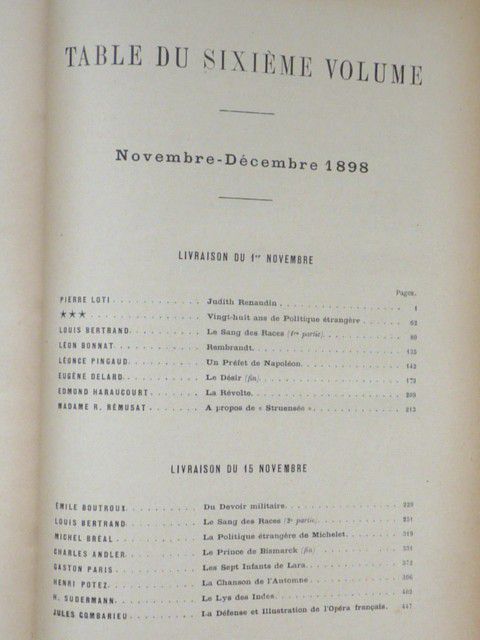 TABLE DU SIXIÈME VOLUME
Novembre-Décembre 1898
LIVRAISON DU 1er NOVEMBRE
Pages.
PIERRE LOTI . . . . . . . . . . . . Judith Renaudin . . . . . . . . . . . . 1
★★★ . . . . . . . . . . . . Vingt-huit ans de Politique étrangère . . . . . 62
LOUIS BERTRAND . . . . . . . . . Le Sang des Races (1re partie) . . . . . . . . 80
LÉON BONNAT . . . . . . . . . . Rembrandt . . . . . . . . . . . . 135
LÉONCE PINGAUD . . . . . . . . . Un Préfet de Napoléon . . . . . . . . . . 142
EUGÈNE DELARD . . . . . . . . . Le Désir (fin) . . . . . . . . . . . . 173
EDMOND HARAUCOURT . . . . . . . La Révolte . . . . . . . . . . . . 209
MADAME R. RÉMUSAT . . . . . . . A propos de « Struensée » . . . . . . . . . 213
LIVRAISON DU 15 NOVEMBRE
ÉMILE BOUTROUX . . . . . . . . . Du Devoir militaire . . . . . . . . . . 229
LOUIS BERTRAND . . . . . . . . . Le Sang des Races (2e partie) . . . . . . . . 251
MICHEL BRÉAL . . . . . . . . . . La Politique étrangère de Michelet . . . . . . 319
CHARLES ANDLER . . . . . . . . . Le Prince de Bismarck (fin) . . . . . . . . 331
GASTON PARIS . . . . . . . . . . Les Sept Infants de Lara . . . . . . . . . 372
HENRI POTEZ . . . . . . . . . . La Chanson de l'Automne . . . . . . . . . 396
H. SUDERMANN . . . . . . . . . . Le Lys des Indes . . . . . . . . . . . 403
JULES COMBARIEU . . . . . . . . La Défense et Illustration de l'Opéra français. 447